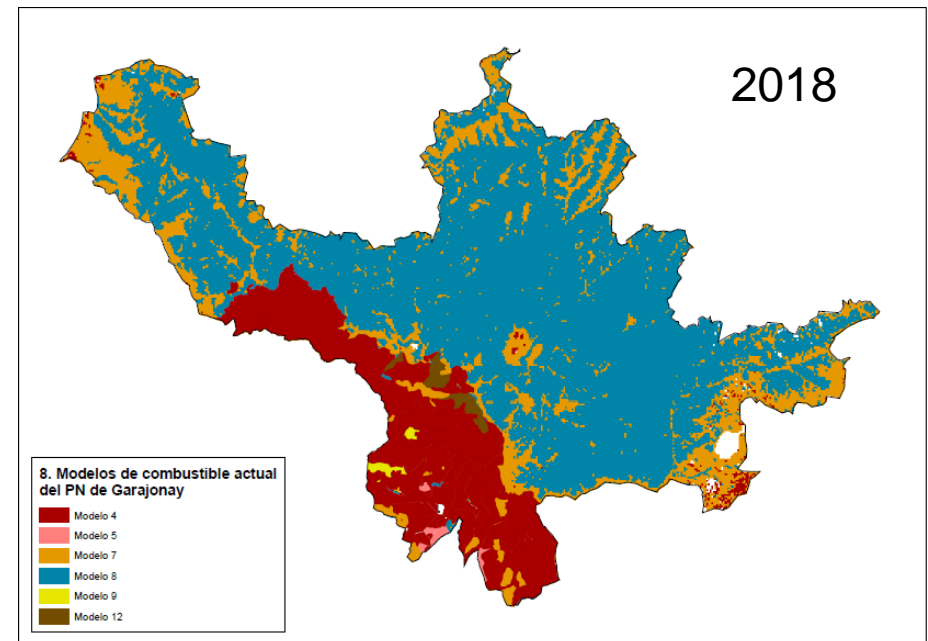 2018
8. Modelos de combustible actual
del PN de Garajonay
Modelo 4
Modelo 5
Modelo 7
Modelo 8
Modelo 9
Modelo 12